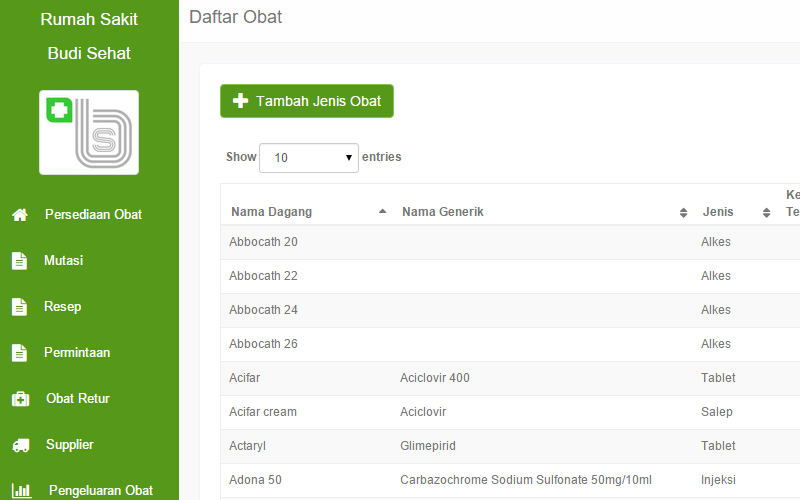 Rumah Sakit
Budi Sehat
Persediaan Obat
Mutasi
Resep
Permintaan
Obat Retur
Supplier
Pengeluaran Obat
Daftar Obat
Tambah Jenis Obat
Show 10 entries
Nama Dagang Nama Generik Jenis Ke
Te
Abbocath 20 Alkes
Abbocath 22 Alkes
Abbocath 24 Alkes
Abbocath 26 Alkes
Acifar Aciclovir 400 Tablet
Acifar cream Aciclovir Salep
Actaryl Glimepirid Tablet
Adona 50 Carbazochrome Sodium Sulfonate 50mg/10ml Injeksi